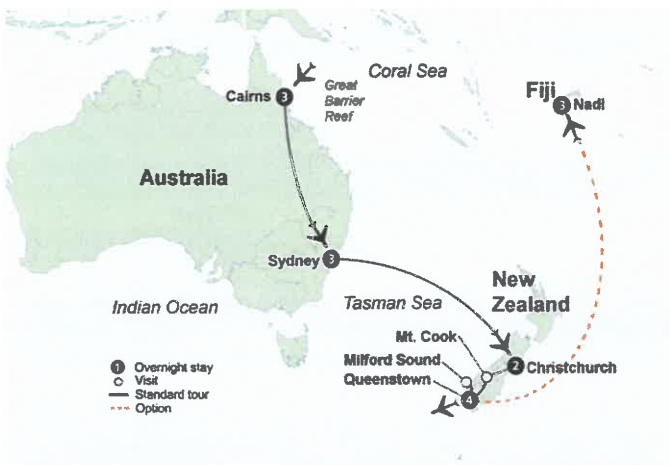 Coral Sea
Fiji
Cairns 3
Great
Barrier
Reef
3 Nadi
Australia
Sydney 3
New
Zealand
Indian Ocean
Tasman Sea
Mt. Cook
Milford Sound
2 Christchurch
Queenstown
4
1 Overnight stay
Visit
Standard tour
Option